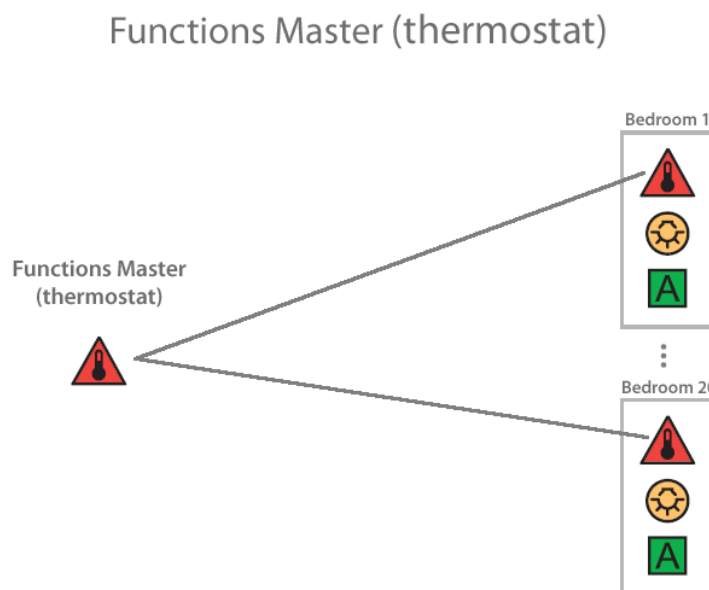 Functions Master (thermostat)
Bedroom 1
Functions Master
(thermostat)
A
Bedroom 20
A